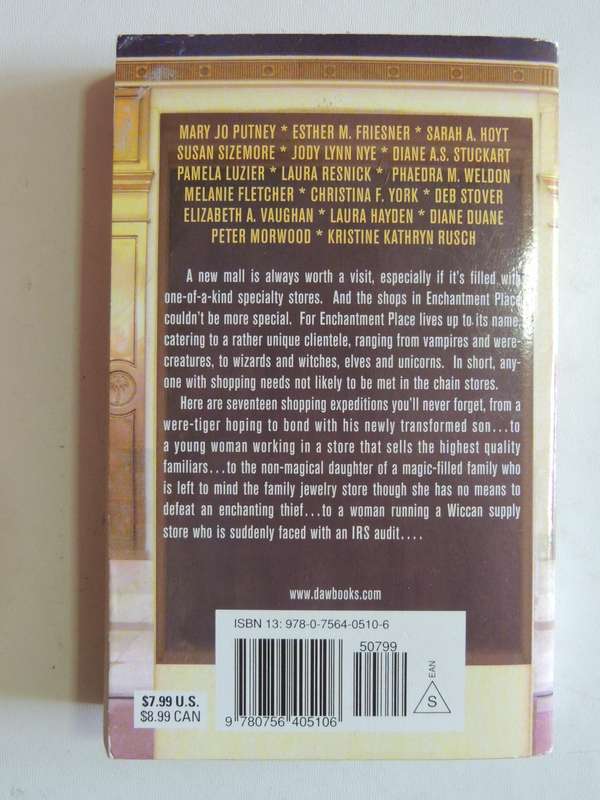 MARY JO PUTNEY * ESTHER M. FRIESNER * SARAH A. HOYT
SUSAN SIZEMORE * JODY LYNN NYE * DIANE A.S. STUCKART
PAMELA LUZIER * LAURA RESNICK * PHAEDRA M. WELDON
MELANIE FLETCHER * CHRISTINA F. YORK * DEB STOVER
ELIZABETH A. VAUGHAN * LAURA HAYDEN * DIANE DUANE
PETER MORWOOD * KRISTINE KATHRYN RUSCH
A new mall is always worth a visit, especially if it's filled with
one-of-a-kind specialty stores. And the shops in Enchantment Place
couldn't be more special. For Enchantment Place lives up to its name,
catering to a rather unique clientele, ranging from vampires and were-
creatures, to wizards and witches, elves and unicorns. In short, any-
one with shopping needs not likely to be met in the chain stores.
Here are seventeen shopping expeditions you'll never forget, from a
were-tiger hoping to bond with his newly transformed son...to
a young woman working in a store that sells the highest quality
familiars...to the non-magical daughter of a magic-filled family who
is left to mind the family jewelry store though she has no means to
defeat an enchanting thief...to a woman running a Wiccan supply
store who is suddenly faced with an IRS audit....
www.dawbooks.com
ISBN 13: 978-0-7564-0510-6
50799
EAN
S
$7.99 U.S.
$8.99 CAN
9 780756 405106